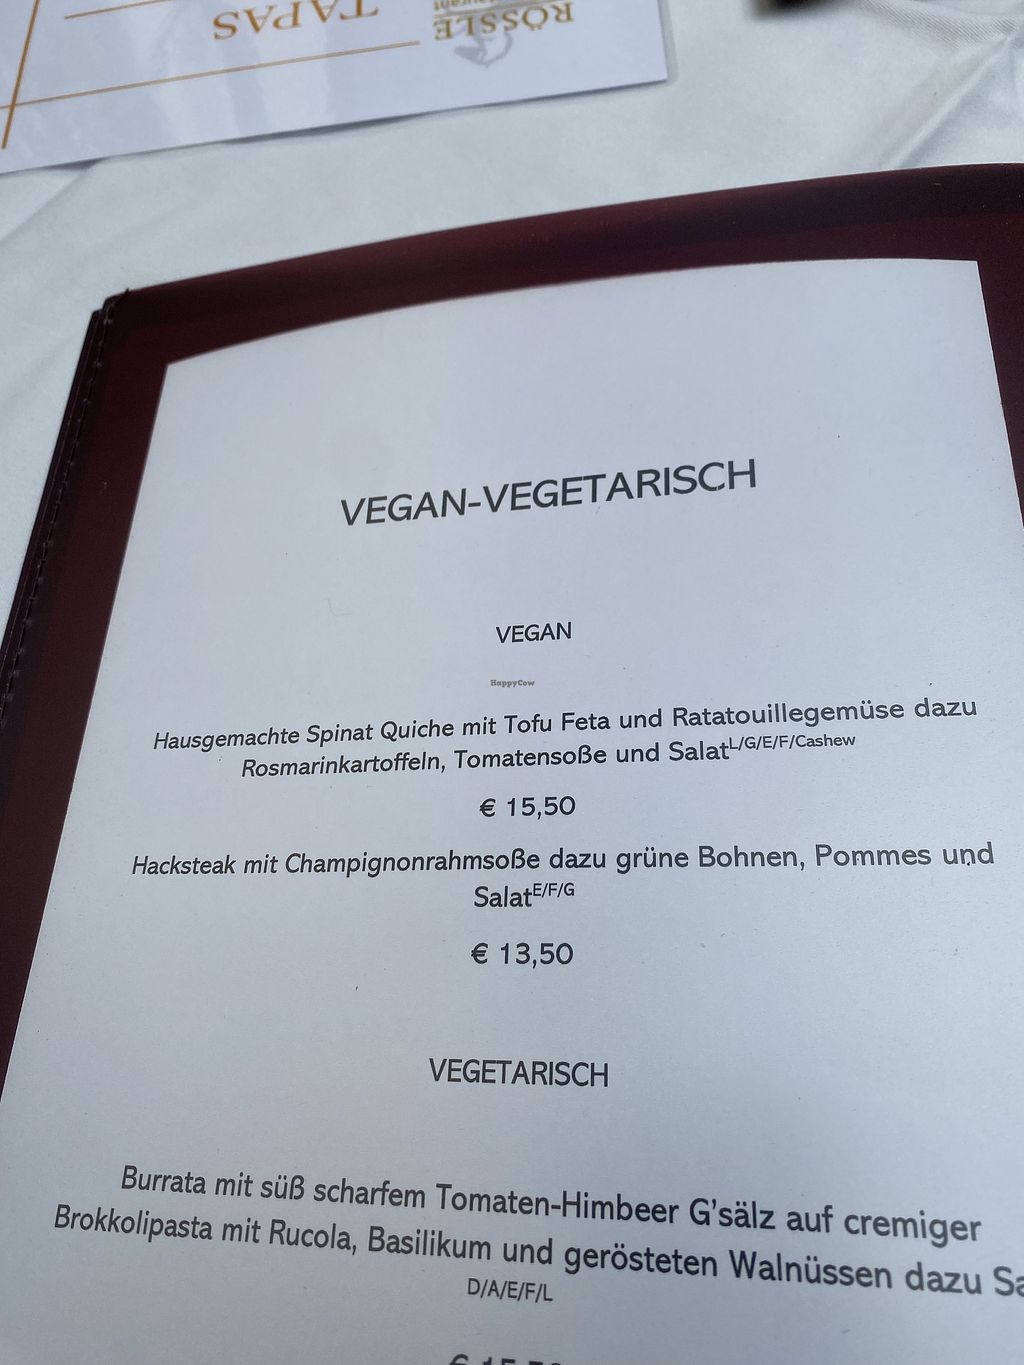 TAPAS
RÖSSLE
VEGAN-VEGETARISCH
VEGAN
HappyCow
Hausgemachte Spinat Quiche mit Tofu Feta und Ratatouillegemüse dazu
Rosmarinkartoffeln, Tomatensoße und Salat L/G/E/F/Cashew
€ 15,50
Hacksteak mit Champignonrahmsoße dazu grüne Bohnen, Pommes und
Salat E/F/G
€ 13,50
VEGETARISCH
Burrata mit süß scharfem Tomaten-Himbeer G'sälz auf cremiger
Brokkolipasta mit Rucola, Basilikum und gerösteten Walnüssen dazu
D/A/E/F/L